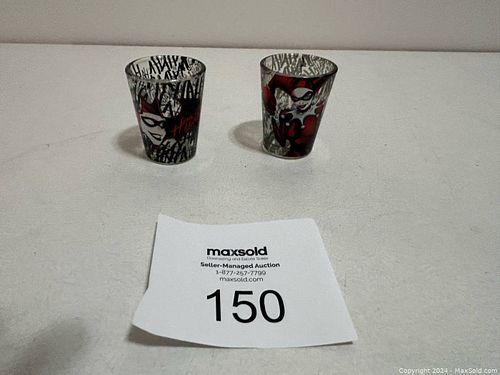 maxsold
Downsizing and Estate Sales
Seller-Managed Auction
1-877-257-7799
maxsold.com
150
Copyright 2024 - MaxSold.com